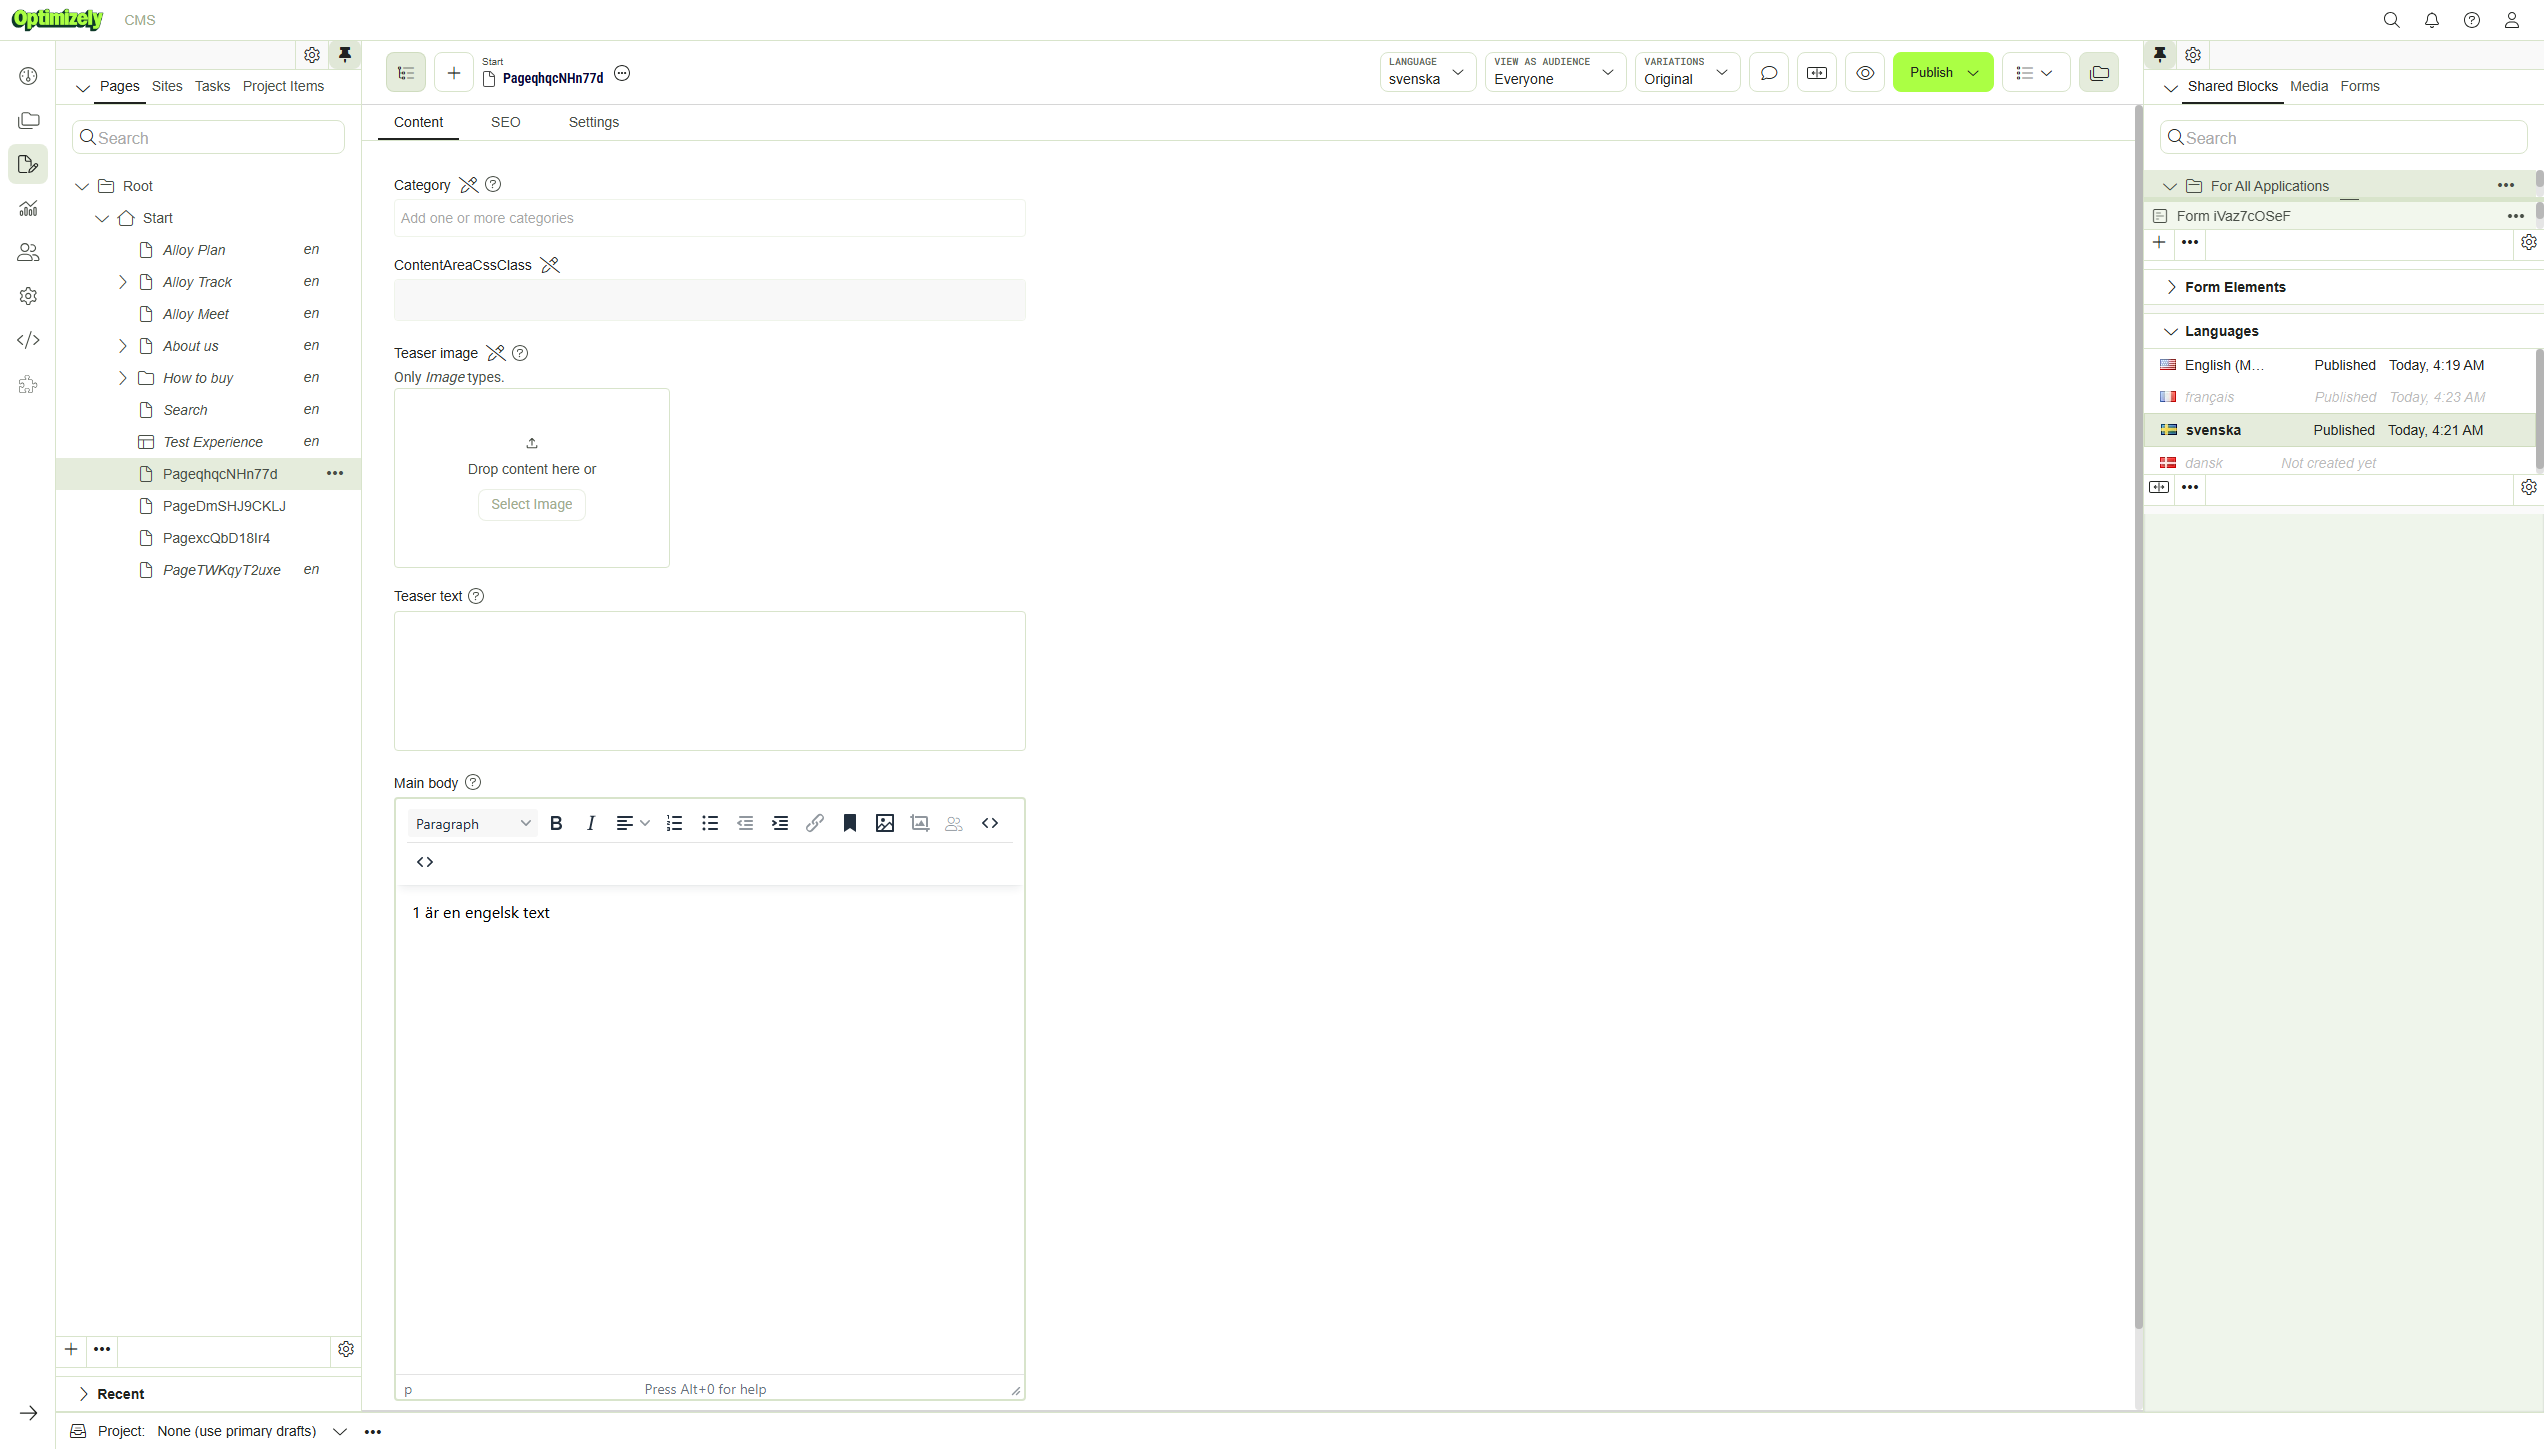 Optimizely CMS
Pages Sites Tasks Project Items
Search
Root
Start
Alloy Plan en
Alloy Track en
Alloy Meet en
About us en
How to buy en
Search en
Test Experience en
PageqhqcNHn77d
PageDmSHJ9CKLJ
PagexcQbD18Ir4
PageTWKqyT2uxe en
Recent
Project: None (use primary drafts)
Start
PageqhqcNHn77d
LANGUAGE
svenska
VIEW AS AUDIENCE
Everyone
VARIATIONS
Original
Publish
Content SEO Settings
Category
Add one or more categories
ContentAreaCssClass
Teaser image
Only Image types.
Drop content here or
Select Image
Teaser text
Main body
Paragraph
1 är en engelsk text
p Press Alt+0 for help
Shared Blocks Media Forms
Search
For All Applications
Form iVaz7cOSeF
Form Elements
Languages
English (M... Published Today, 4:19 AM
français Published Today, 4:23 AM
svenska Published Today, 4:21 AM
dansk Not created yet